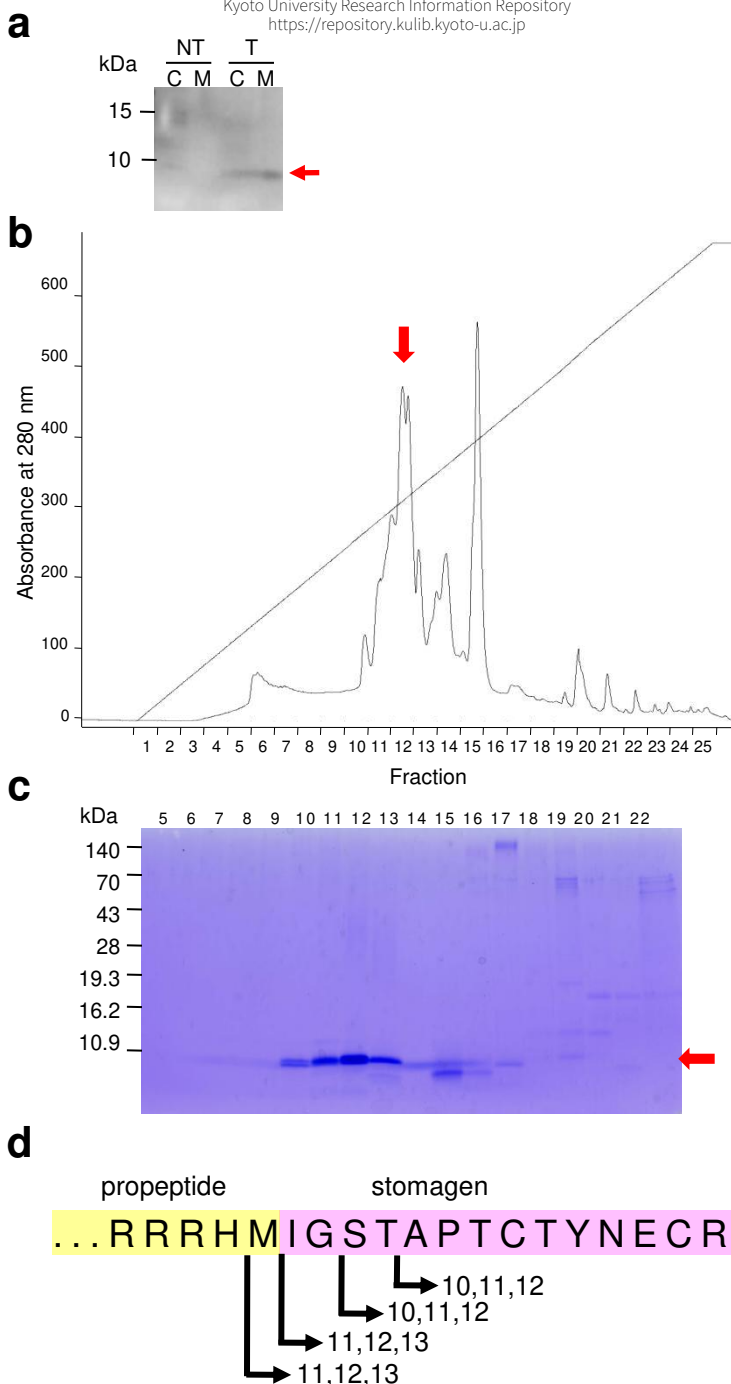 Kyoto University Research Information Repository
https://repository.kulib.kyoto-u.ac.jp
a
NT T
kDa
C M C M
15
10
b
600
500
400
300
200
100
0
Absorbance at 280 nm
1 2 3 4 5 6 7 8 9 10 11 12 13 14 15 16 17 18 19 20 21 22 23 24 25
Fraction
c
kDa 5 6 7 8 9 10 11 12 13 14 15 16 17 18 19 20 21 22
140
70
43
28
19.3
16.2
10.9
d
propeptide stomagen
...RRRHMIGSTAPTCTYNECR
10,11,12
10,11,12
11,12,13
11,12,13